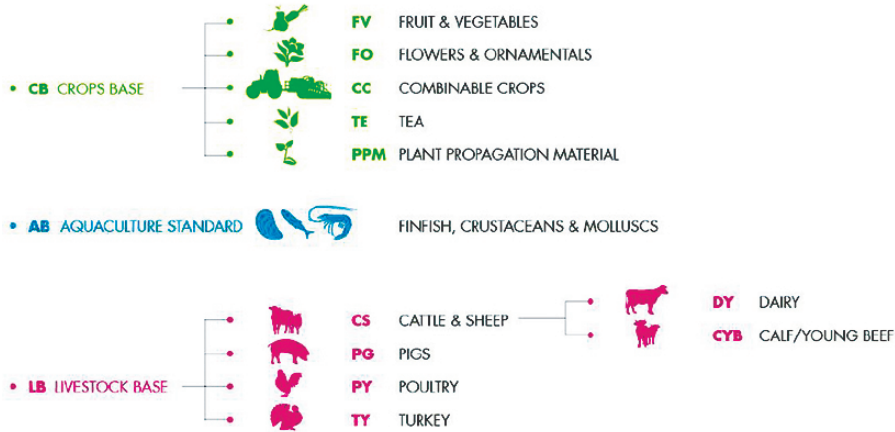 FV FRUIT & VEGETABLES
FO FLOWERS & ORNAMENTALS
CB CROPS BASE CC COMBINABLE CROPS
TE TEA
PPM PLANT PROPAGATION MATERIAL
AB AQUACULTURE STANDARD FINFISH, CRUSTACEANS & MOLLUSCS
DY DAIRY
CS CATTLE & SHEEP
CYB CALF/YOUNG BEEF
PG PIGS
LB LIVESTOCK BASE PY POULTRY
TY TURKEY